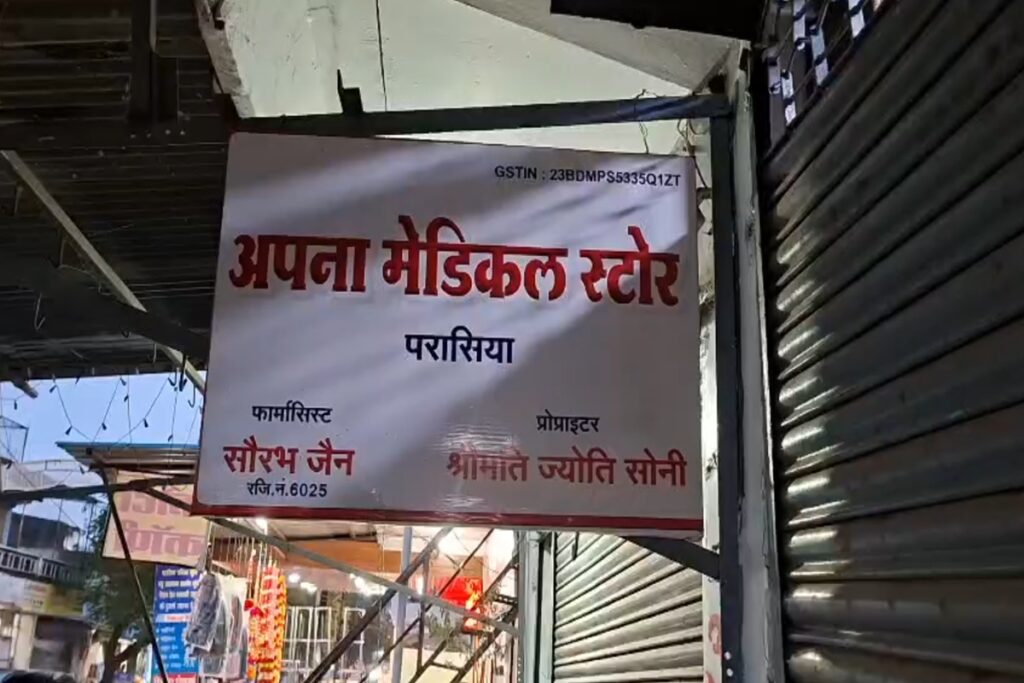 GSTIN : 23BDMPS5335Q1ZT
अपना मेडिकल स्टोर
परासिया
फार्मासिस्ट
सौरभ जैन
रजि.नं.6025
प्रोप्राइटर
श्रीमति ज्योति सोनी